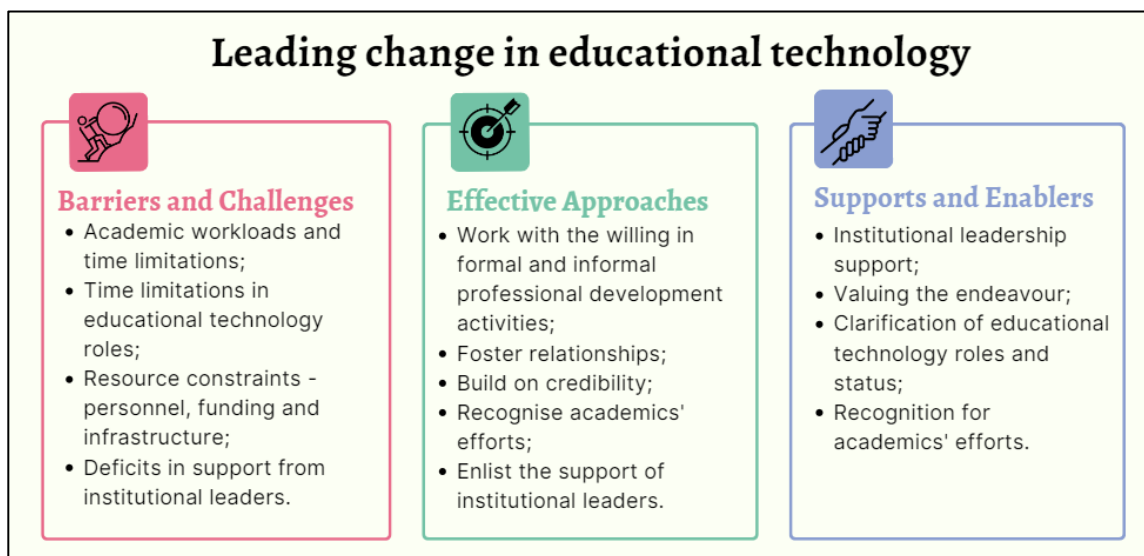 Leading change in educational technology
Barriers and Challenges
• Academic workloads and
time limitations;
• Time limitations in
educational technology
roles;
• Resource constraints -
personnel, funding and
infrastructure;
• Deficits in support from
institutional leaders.
Effective Approaches
• Work with the willing in
formal and informal
professional development
activities;
• Foster relationships;
• Build on credibility;
• Recognise academics'
efforts;
• Enlist the support of
institutional leaders.
Supports and Enablers
• Institutional leadership
support;
• Valuing the endeavour;
• Clarification of educational
technology roles and
status;
• Recognition for
academics' efforts.